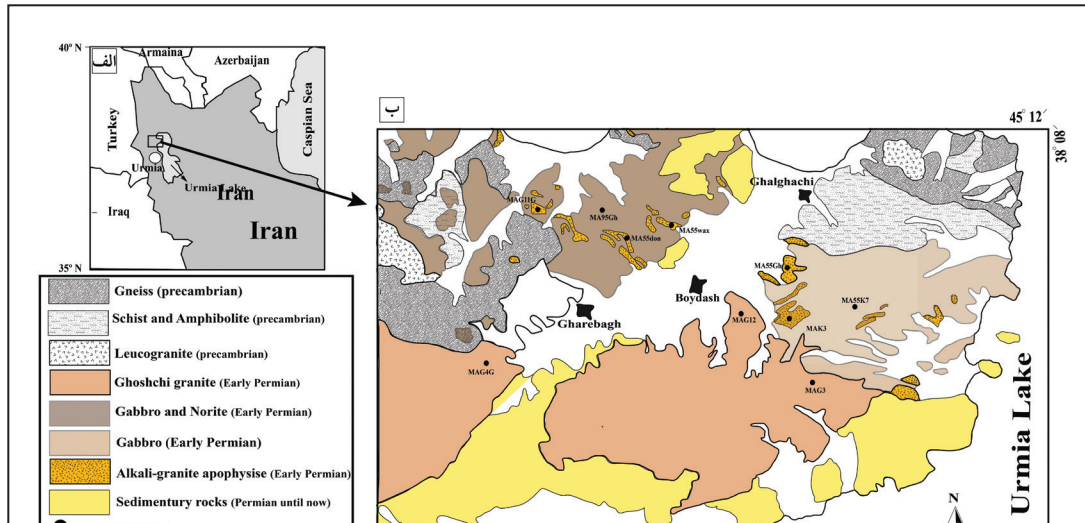 40° N
Armaina
Azerbaijan
الف
Turkey
Caspian Sea
Urmia
Urmia Lake
Iran
Iran
Iraq
35° N
Gneiss (precambrian)
Schist and Amphibolite (precambrian)
Leucogranite (precambrian)
Ghoshchi granite (Early Permian)
Gabbro and Norite (Early Permian)
Gabbro (Early Permian)
Alkali-granite apophysise (Early Permian)
Sedimentury rocks (Permian until now)
ب
45° 12′
38° 08′
Ghalghachi
MAG11G
MA95Gh
MA55wax
MA55don
MA55Gh
Boydash
MA55K7
Gharebagh
MAG12
MAK3
MAG4G
MAG3
Urmia Lake
N